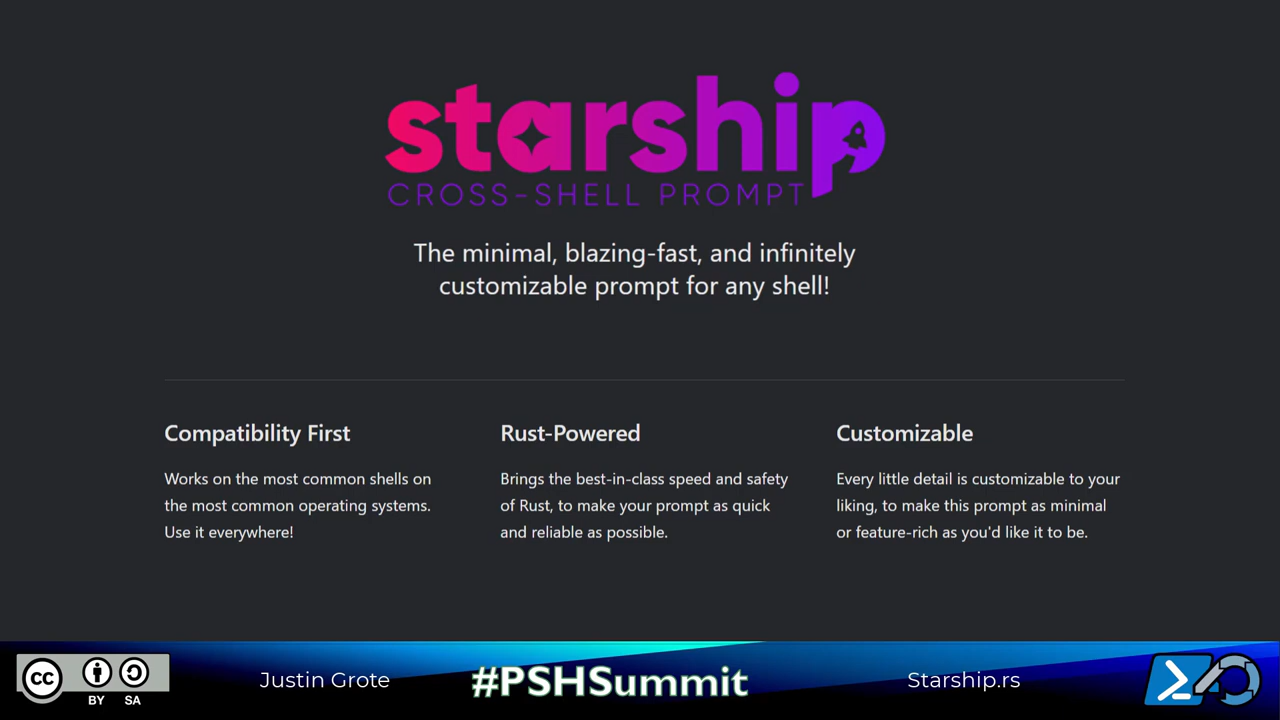 starship
CROSS-SHELL PROMPT
The minimal, blazing-fast, and infinitely
customizable prompt for any shell!
Compatibility First
Works on the most common shells on
the most common operating systems.
Use it everywhere!
Rust-Powered
Brings the best-in-class speed and safety
of Rust, to make your prompt as quick
and reliable as possible.
Customizable
Every little detail is customizable to your
liking, to make this prompt as minimal
or feature-rich as you'd like it to be.
cc
BY SA
Justin Grote
#PSHSummit
Starship.rs